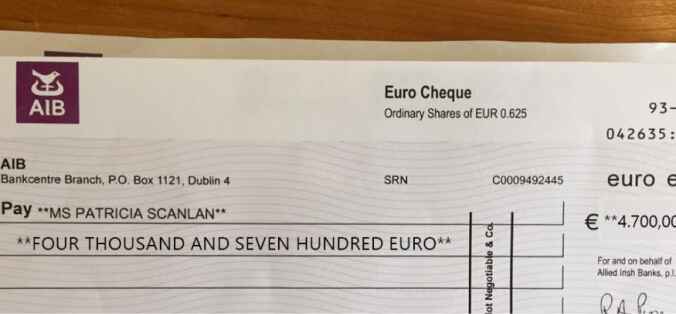 AIB
Euro Cheque
Ordinary Shares of EUR 0.625
93-
042635:
AIB
Bankcentre Branch, P.O. Box 1121, Dublin 4
SRN C0009492445
euro e
Pay **MS PATRICIA SCANLAN**
€ **4.700,00
**FOUR THOUSAND AND SEVEN HUNDRED EURO**
ot Negotiable & Co.
For and on behalf of
Allied Irish Banks, p.l.